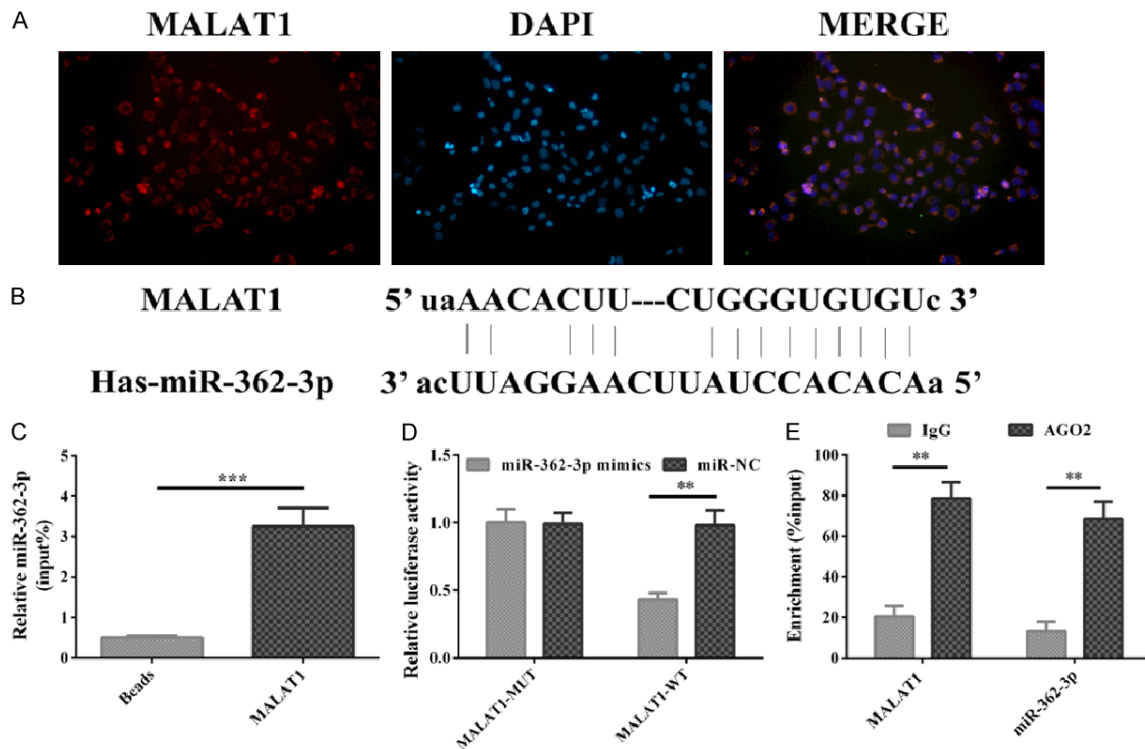 A
MALAT1 DAPI MERGE
B
MALAT1 5’ uaAACACUU---CUGGGUGUGUc 3’
Has-miR-362-3p 3’ acUUAGGAACUUAUCCACACAa 5’
C
Relative miR-362-3p
(input%)
5
4
3
2
1
0
***
Beads
MALAT1
D
Relative luciferase activity
1.5
1.0
0.5
0.0
miR-362-3p mimics miR-NC
**
MALAT1-MUT
MALAT1-WT
E
IgG AGO2
Enrichment (%input)
100
80
60
40
20
0
**
**
MALAT1
miR-362-3p